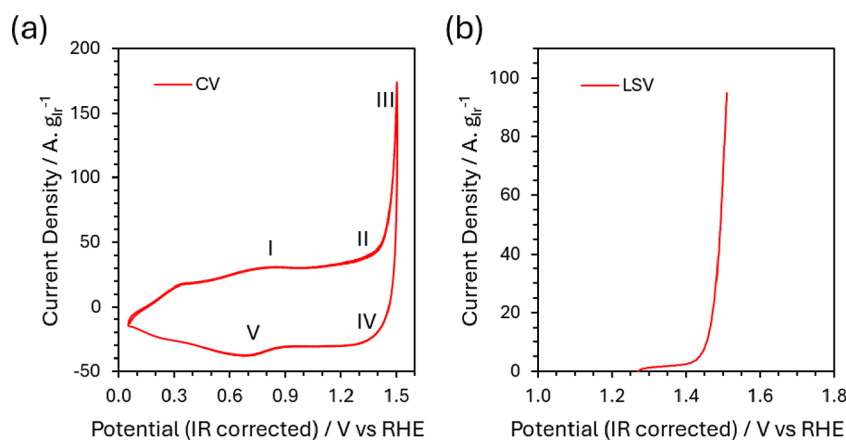 (a)
200
150
100
50
0
-50
Current Density / A. gIr-1
CV
I
II
III
IV
V
0.0 0.3 0.6 0.9 1.2 1.5
Potential (IR corrected) / V vs RHE
(b)
100
80
60
40
20
0
Current Density / A. gIr-1
LSV
1.0 1.2 1.4 1.6 1.8
Potential (IR corrected) / V vs RHE